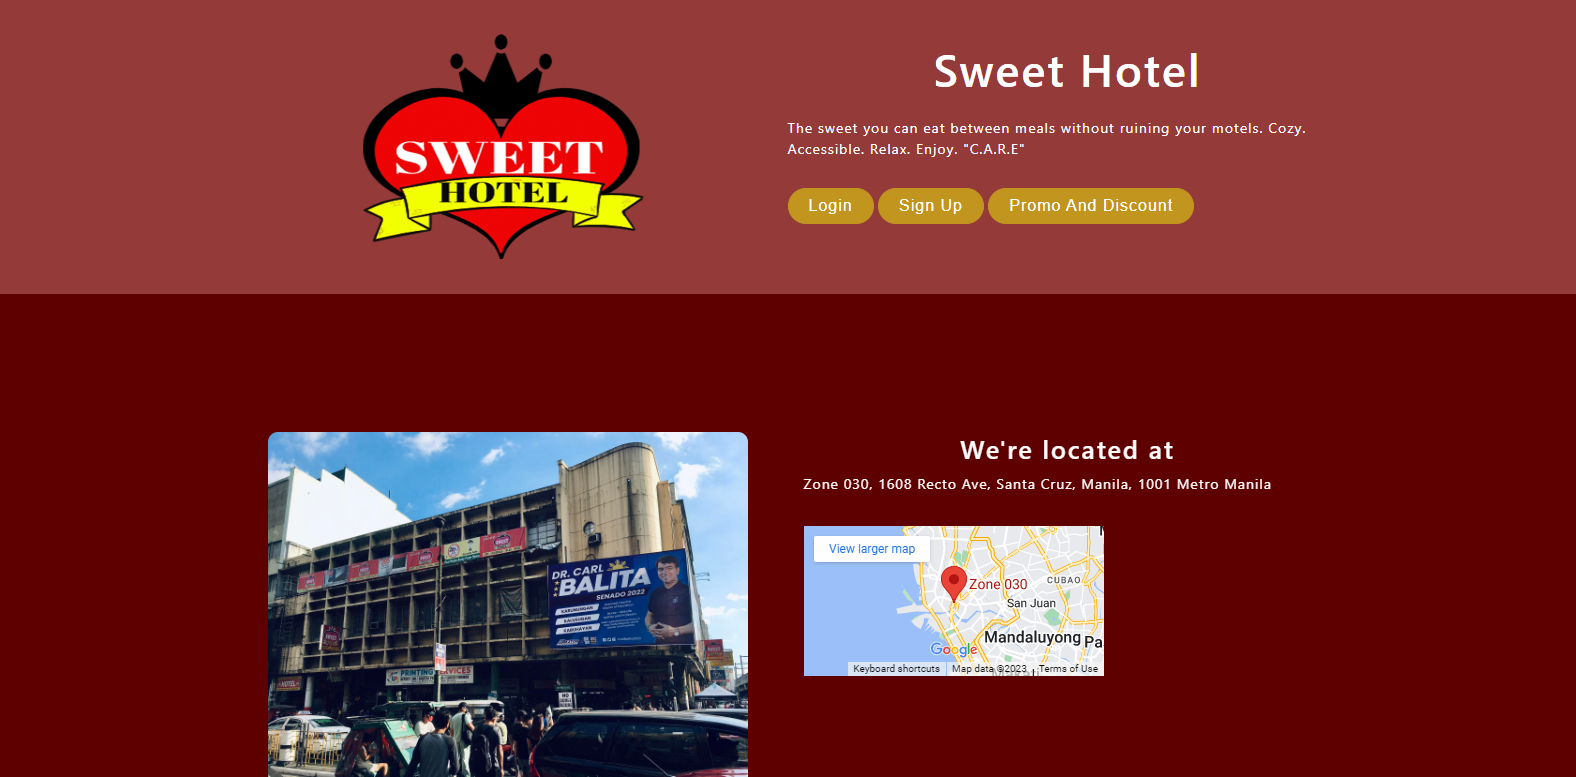 SWEET
HOTEL
Sweet Hotel
The sweet you can eat between meals without ruining your motels. Cozy.
Accessible. Relax. Enjoy. "C.A.R.E"
Login
Sign Up
Promo And Discount
DR. CARL
BALITA
SENADO 2022
KABUHAYAN
PRINTING SERVICES
We're located at
Zone 030, 1608 Recto Ave, Santa Cruz, Manila, 1001 Metro Manila
View larger map
Zone 030
CUBAO
San Juan
Mandaluyong
Pa
Google
Keyboard shortcuts
Map data ©2023
Terms of Use